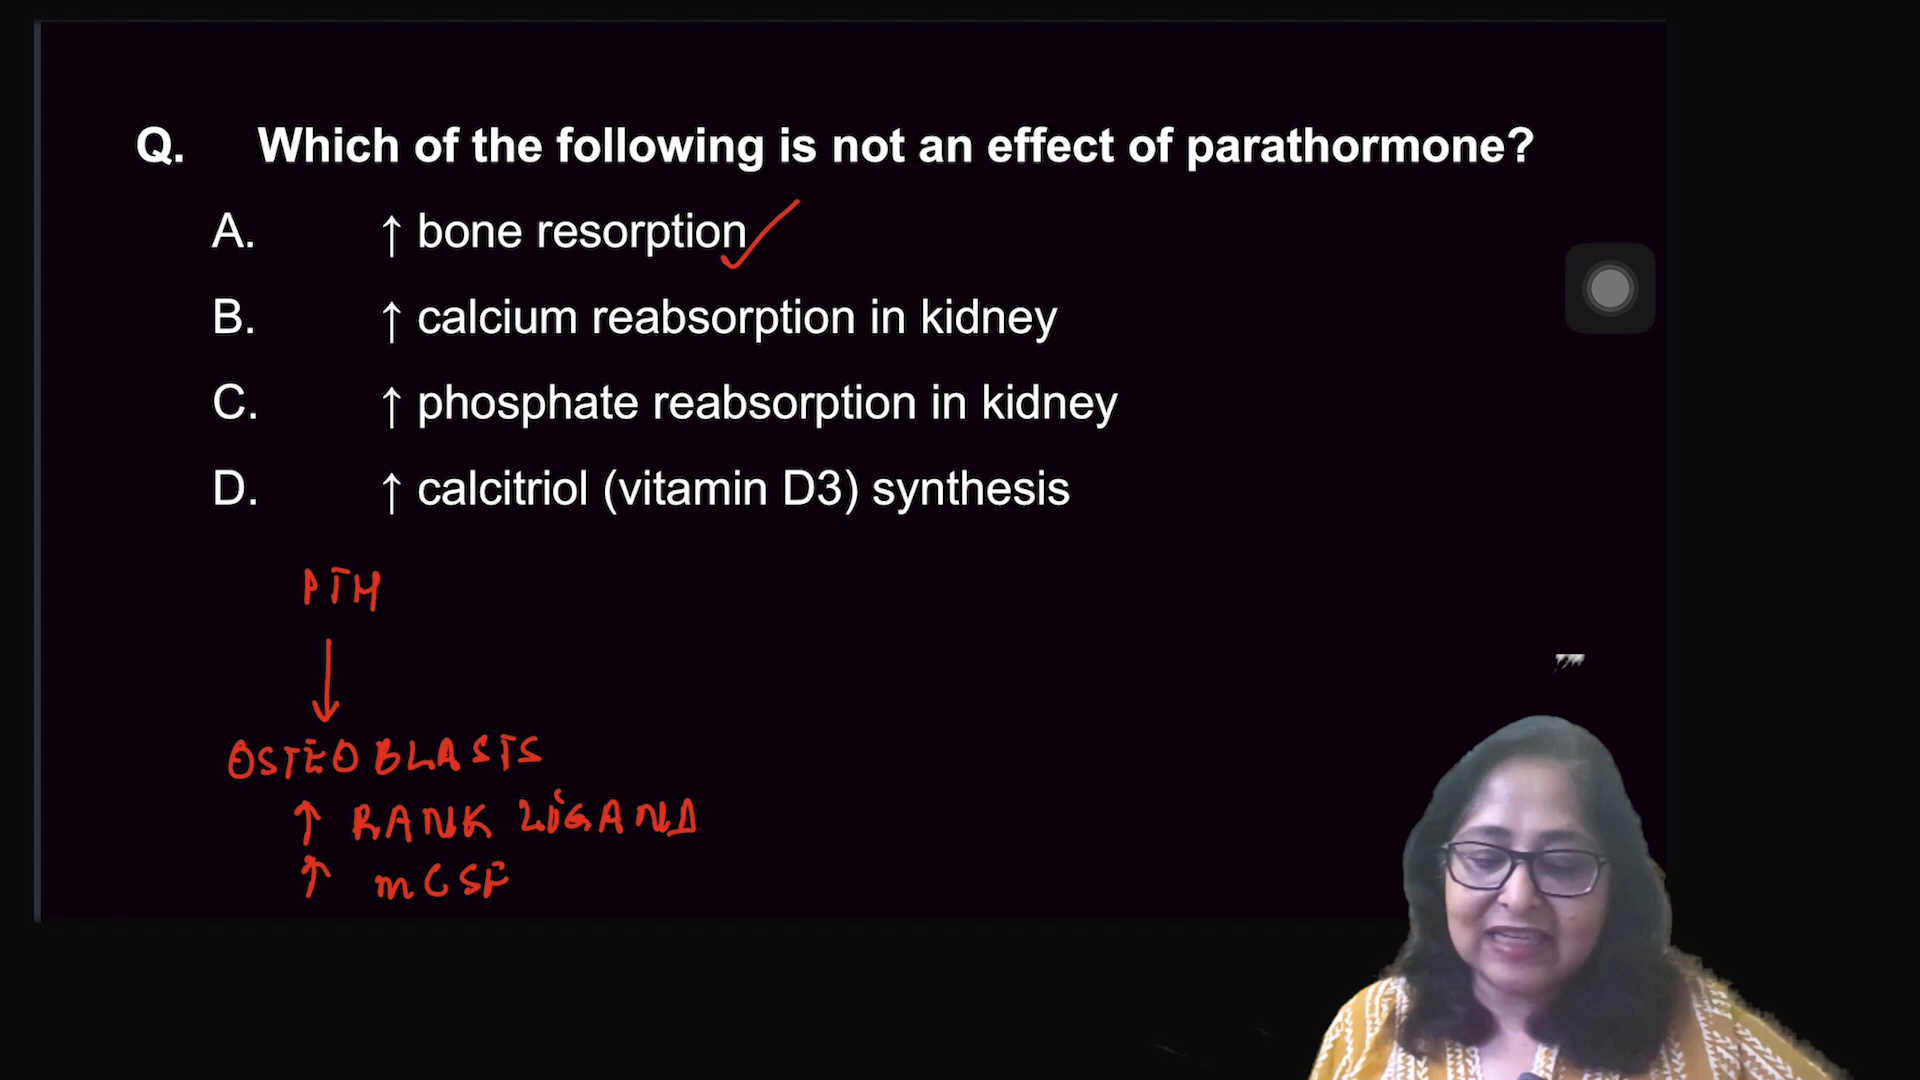 Q. Which of the following is not an effect of parathormone?
A. ↑ bone resorption
B. ↑ calcium reabsorption in kidney
C. ↑ phosphate reabsorption in kidney
D. ↑ calcitriol (vitamin D3) synthesis
PTH
OSTEOBLASTS
↑ RANK LIGAND
↑ mCSF